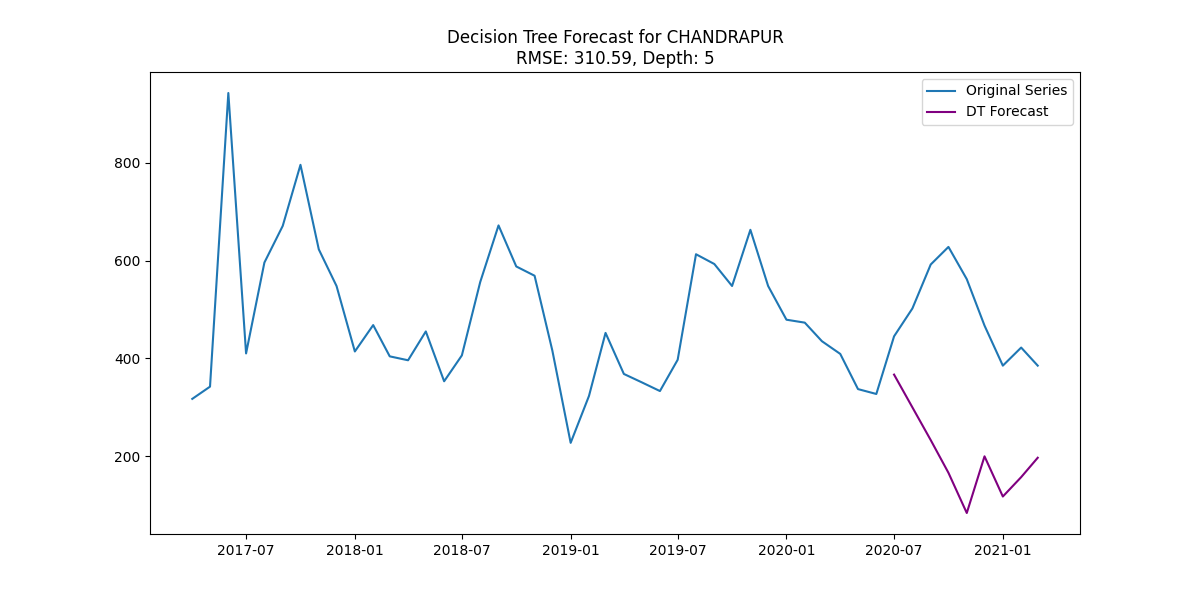 Decision Tree Forecast for CHANDRAPUR
RMSE: 310.59, Depth: 5
Original Series
DT Forecast
800
600
400
200
2017-07 2018-01 2018-07 2019-01 2019-07 2020-01 2020-07 2021-01